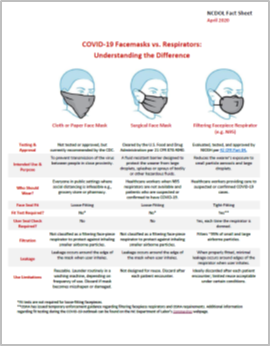 NCDOL Fact Sheet
April 2020
COVID-19 Facemasks vs. Respirators:
Understanding the Difference
Cloth or Paper Face Mask
Surgical Face Mask
Filtering Facepiece Respirator
(e.g. N95)
Testing &
Approval
Not tested or approved, but
currently recommended by the CDC.
Cleared by the U.S. Food and Drug
Administration per 21 CFR 878.4040.
Evaluated, tested, and approved by
NIOSH per 42 CFR Part 84.
Intended Use &
Purpose
To prevent transmission of the virus
between people in close proximity.
A fluid resistant barrier designed to
protect the wearer from large
droplets, splashes or sprays of bodily
or other hazardous fluids.
Reduces the wearer's exposure to
small particle aerosols and large
droplets.
Who Should
Wear?
Everyone in public settings where
social distancing is infeasible e.g.,
grocery store or pharmacy.
Healthcare workers when N95
respirators are not available and
patients who are suspected or
confirmed to have COVID-19.
Healthcare workers providing care to
suspected or confirmed COVID-19
cases.
Face Seal Fit
Loose-fitting
Loose-fitting
Tight-fitting
Fit Test Required?
No*
No*
Yes**
User Seal Check
Required?
No
No
Yes, each time the respirator is
donned.
Filtration
Not classified as a filtering face-piece
respirator to protect against inhaling
smaller airborne particles.
Not classified as a filtering face-piece
respirator to protect against inhaling
smaller airborne particles.
Filters ~95% of small and large
airborne particles.
Leakage
Leakage occurs around the edges of
the mask when user inhales.
Leakage occurs around the edge of
the mask when user inhales.
When properly fitted, minimal
leakage occurs around edges of the
respirator when user inhales.
Use Limitations
Reusable. Launder routinely in a
washing machine, depending on
frequency of use. Discard if mask
becomes misshapen or damaged.
Not designed for reuse. Discard after
each patient encounter.
Ideally discarded after each patient
encounter; limited reuse acceptable
under certain conditions.
*Fit tests are not required for loose-fitting facepieces.